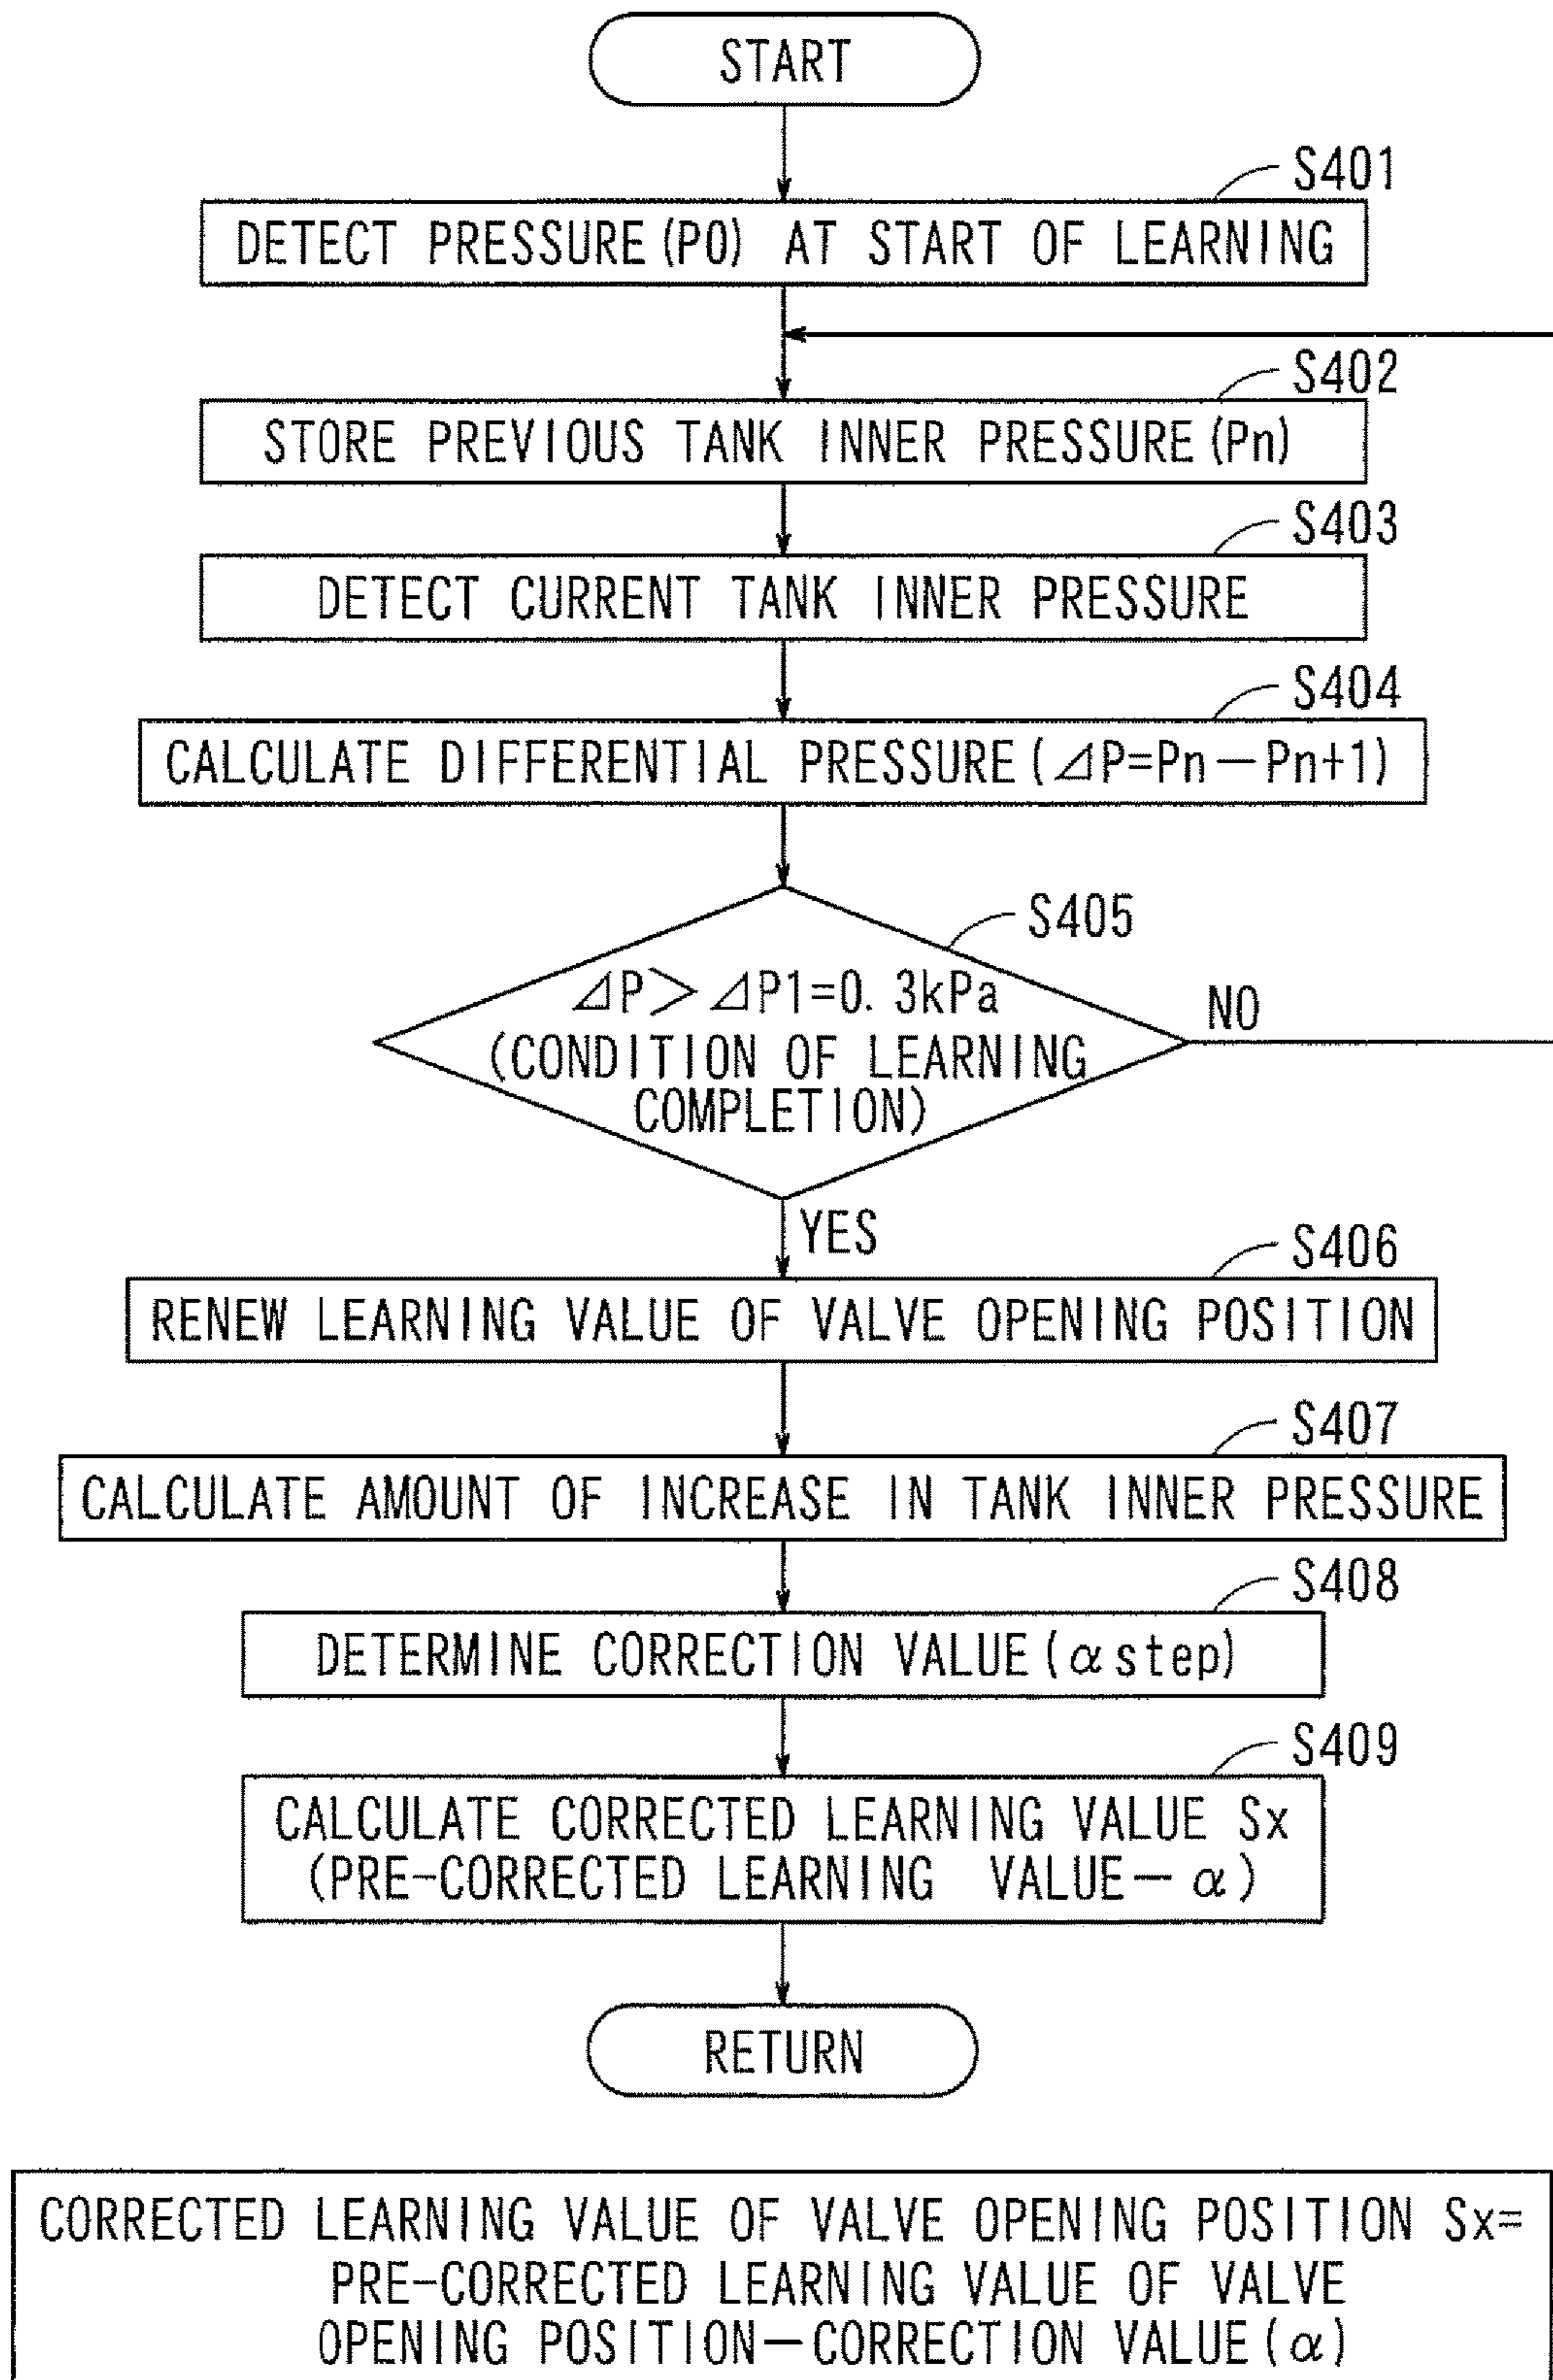 START
S401
DETECT PRESSURE(P0) AT START OF LEARNING
S402
STORE PREVIOUS TANK INNER PRESSURE(Pn)
S403
DETECT CURRENT TANK INNER PRESSURE
S404
CALCULATE DIFFERENTIAL PRESSURE(⊿P=Pn−Pn+1)
S405
⊿P>⊿P1=0.3kPa
(CONDITION OF LEARNING
COMPLETION)
NO
YES
S406
RENEW LEARNING VALUE OF VALVE OPENING POSITION
S407
CALCULATE AMOUNT OF INCREASE IN TANK INNER PRESSURE
S408
DETERMINE CORRECTION VALUE(α step)
S409
CALCULATE CORRECTED LEARNING VALUE Sx
(PRE-CORRECTED LEARNING VALUE−α)
RETURN
CORRECTED LEARNING VALUE OF VALVE OPENING POSITION Sx=
PRE-CORRECTED LEARNING VALUE OF VALVE
OPENING POSITION−CORRECTION VALUE(α)